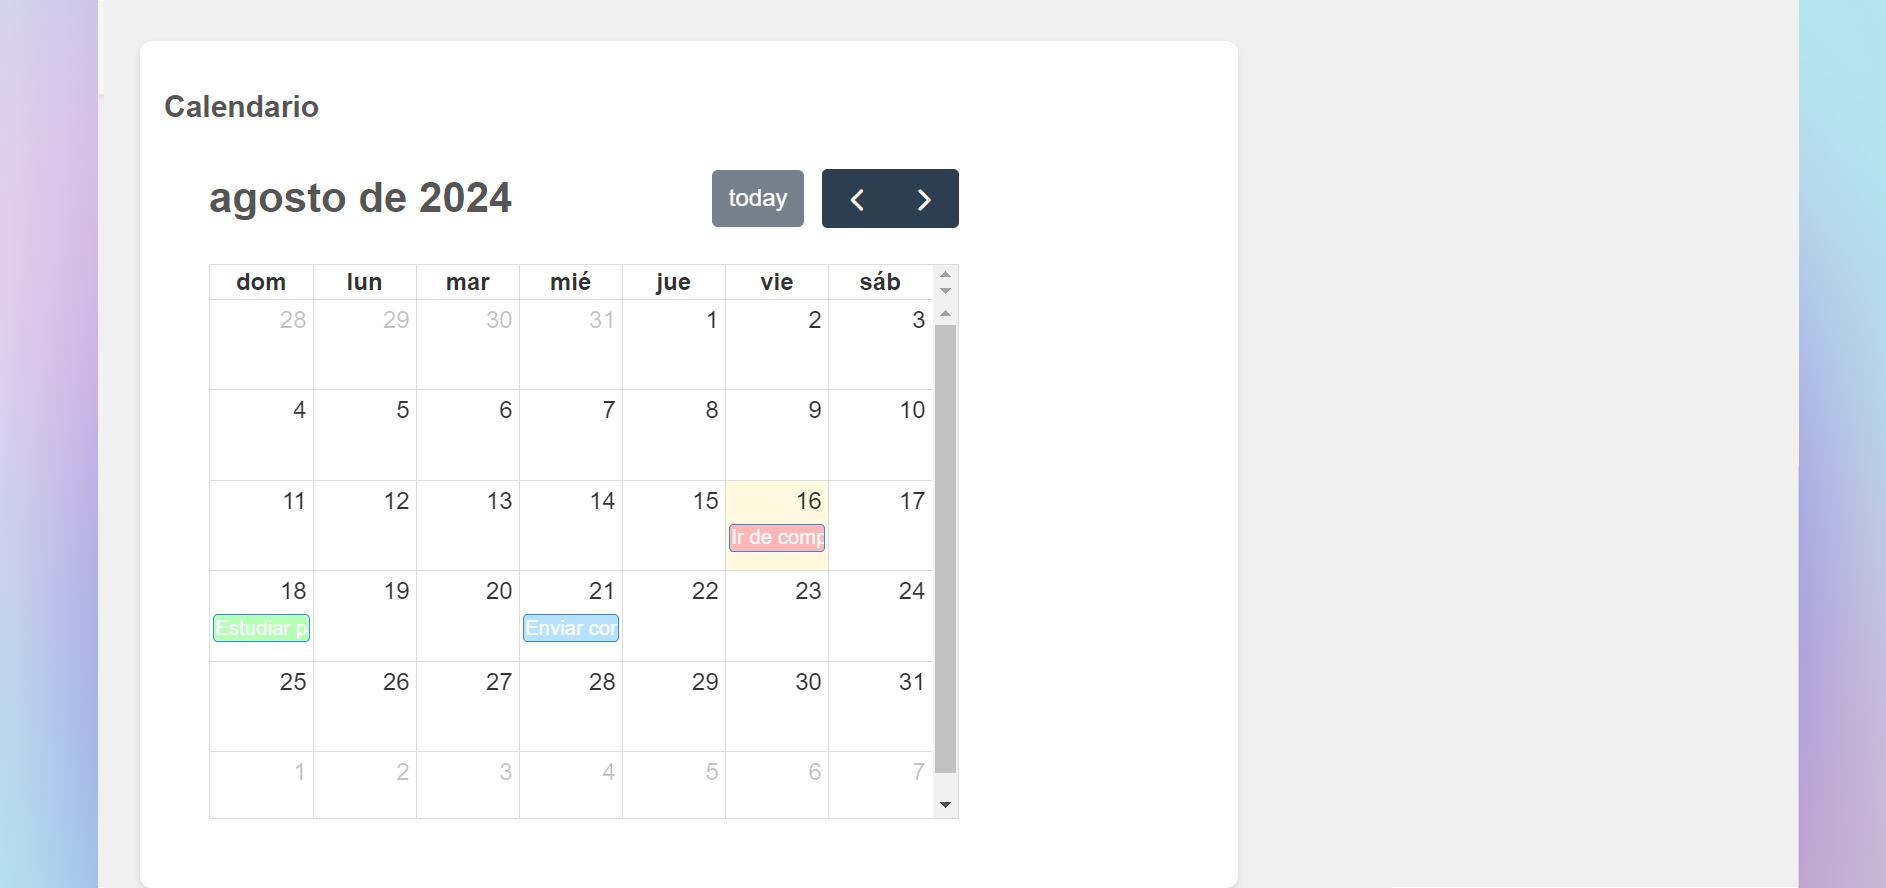 Calendario
agosto de 2024 today
dom lun mar mié jue vie sáb
28 29 30 31 1 2 3
4 5 6 7 8 9 10
11 12 13 14 15 16 17
Ir de comp
18 19 20 21 22 23 24
Estudiar p Enviar cor
25 26 27 28 29 30 31
1 2 3 4 5 6 7